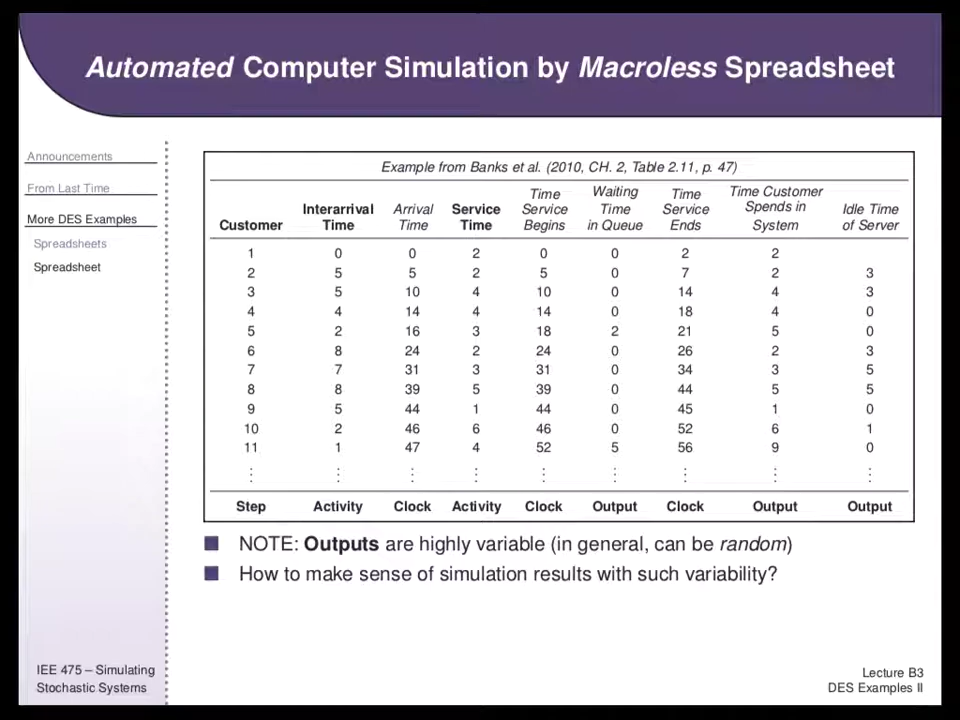 Automated Computer Simulation by Macroless Spreadsheet
Announcements
From Last Time
More DES Examples
Spreadsheets
Spreadsheet
Example from Banks et al. (2010, CH. 2, Table 2.11, p. 47)
Customer Interarrival Time Arrival Time Service Time Time Service Begins Waiting Time in Queue Time Service Ends Time Customer Spends in System Idle Time of Server
1 0 0 2 0 0 2 2
2 5 5 2 5 0 7 2 3
3 5 10 4 10 0 14 4 3
4 4 14 4 14 0 18 4 0
5 2 16 3 18 2 21 5 0
6 8 24 2 24 0 26 2 3
7 7 31 3 31 0 34 3 5
8 8 39 5 39 0 44 5 5
9 5 44 1 44 0 45 1 0
10 2 46 6 46 0 52 6 1
11 1 47 4 52 5 56 9 0
⋮ ⋮ ⋮ ⋮ ⋮ ⋮ ⋮ ⋮ ⋮
Step Activity Clock Activity Clock Output Clock Output Output
NOTE: Outputs are highly variable (in general, can be random)
How to make sense of simulation results with such variability?
IEE 475 – Simulating
Stochastic Systems
Lecture B3
DES Examples II